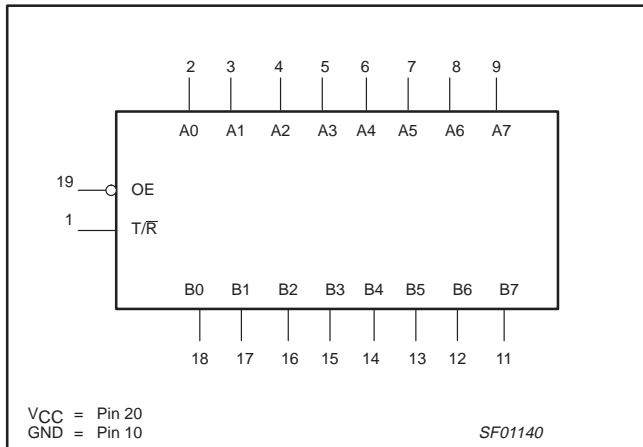 2 3 4 5 6 7 8 9
A0 A1 A2 A3 A4 A5 A6 A7
19 OE
1 T/R̅
B0 B1 B2 B3 B4 B5 B6 B7
18 17 16 15 14 13 12 11
VCC = Pin 20
GND = Pin 10
SF01140